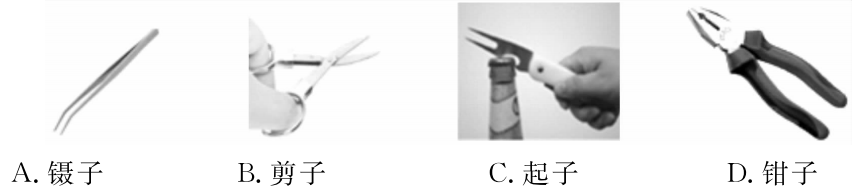 A. 镊子 B. 剪子 C. 起子 D. 钳子